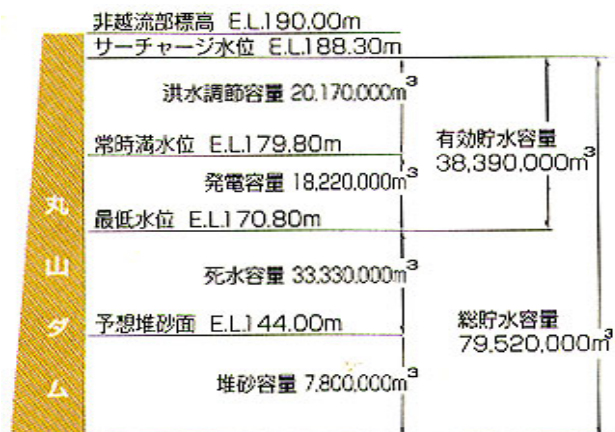 非越流部標高 E.L.190.00m
サーチャージ水位 E.L.188.30m
洪水調節容量 20,170,000m³
常時満水位 E.L.179.80m
有効貯水容量
38,390,000m³
発電容量 18,220,000m³
最低水位 E.L.170.80m
死水容量 33,330,000m³
予想堆砂面 E.L.144.00m
総貯水容量
79,520,000m³
堆砂容量 7,800,000m³
丸山ダム